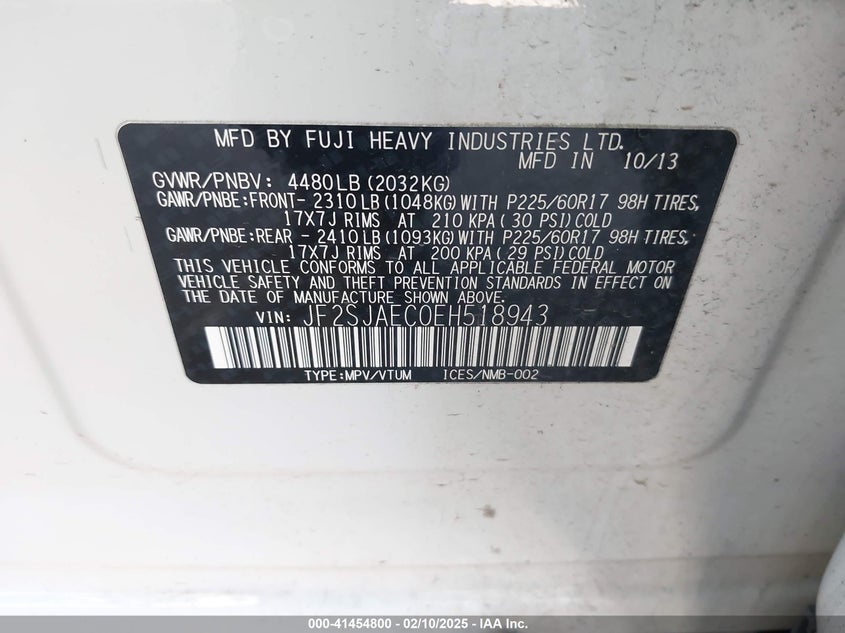 MFD BY FUJI HEAVY INDUSTRIES LTD.
MFD IN 10/13
GVWR/PNBV: 4480LB (2032KG)
GAWR/PNBE:FRONT- 2310 LB (1048KG) WITH P225/60R17 98H TIRES,
17X7J RIMS AT 210 KPA ( 30 PSI) COLD
GAWR/PNBE:REAR - 2410 LB (1093KG) WITH P225/60R17 98H TIRES,
17X7J RIMS AT 200 KPA ( 29 PSI) COLD
THIS VEHICLE CONFORMS TO ALL APPLICABLE FEDERAL MOTOR
VEHICLE SAFETY AND THEFT PREVENTION STANDARDS IN EFFECT ON
THE DATE OF MANUFACTURE SHOWN ABOVE.
VIN: JF2SJAEC0EH518943
TYPE:MPV/VTUM ICES/NMB-002
000-41454800 - 02/10/2025 - IAA Inc.